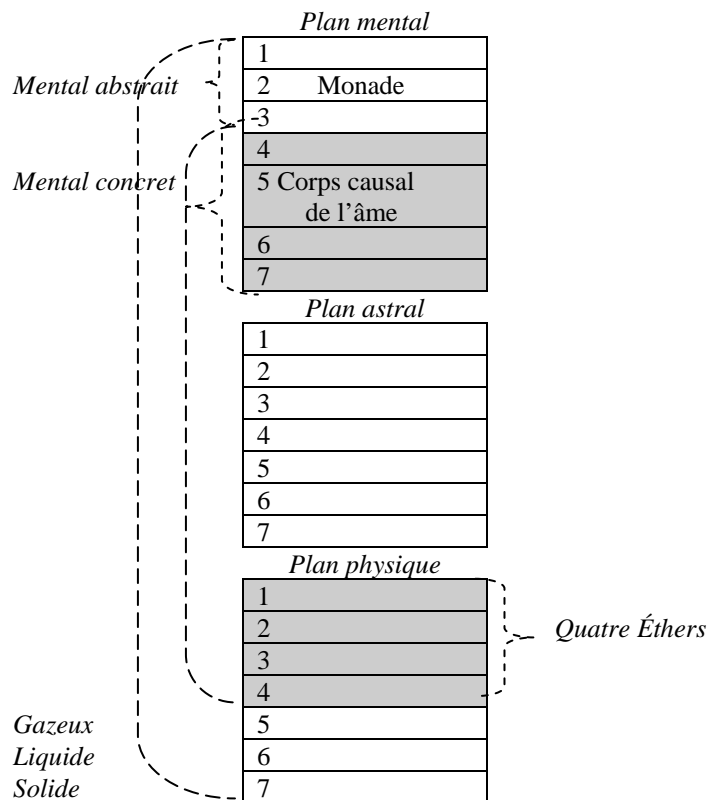 Plan mental
1
Mental abstrait 2 Monade
3
4
Mental concret 5 Corps causal
de l’âme
6
7
Plan astral
1
2
3
4
5
6
7
Plan physique
1
2 Quatre Éthers
3
4
Gazeux 5
Liquide 6
Solide 7